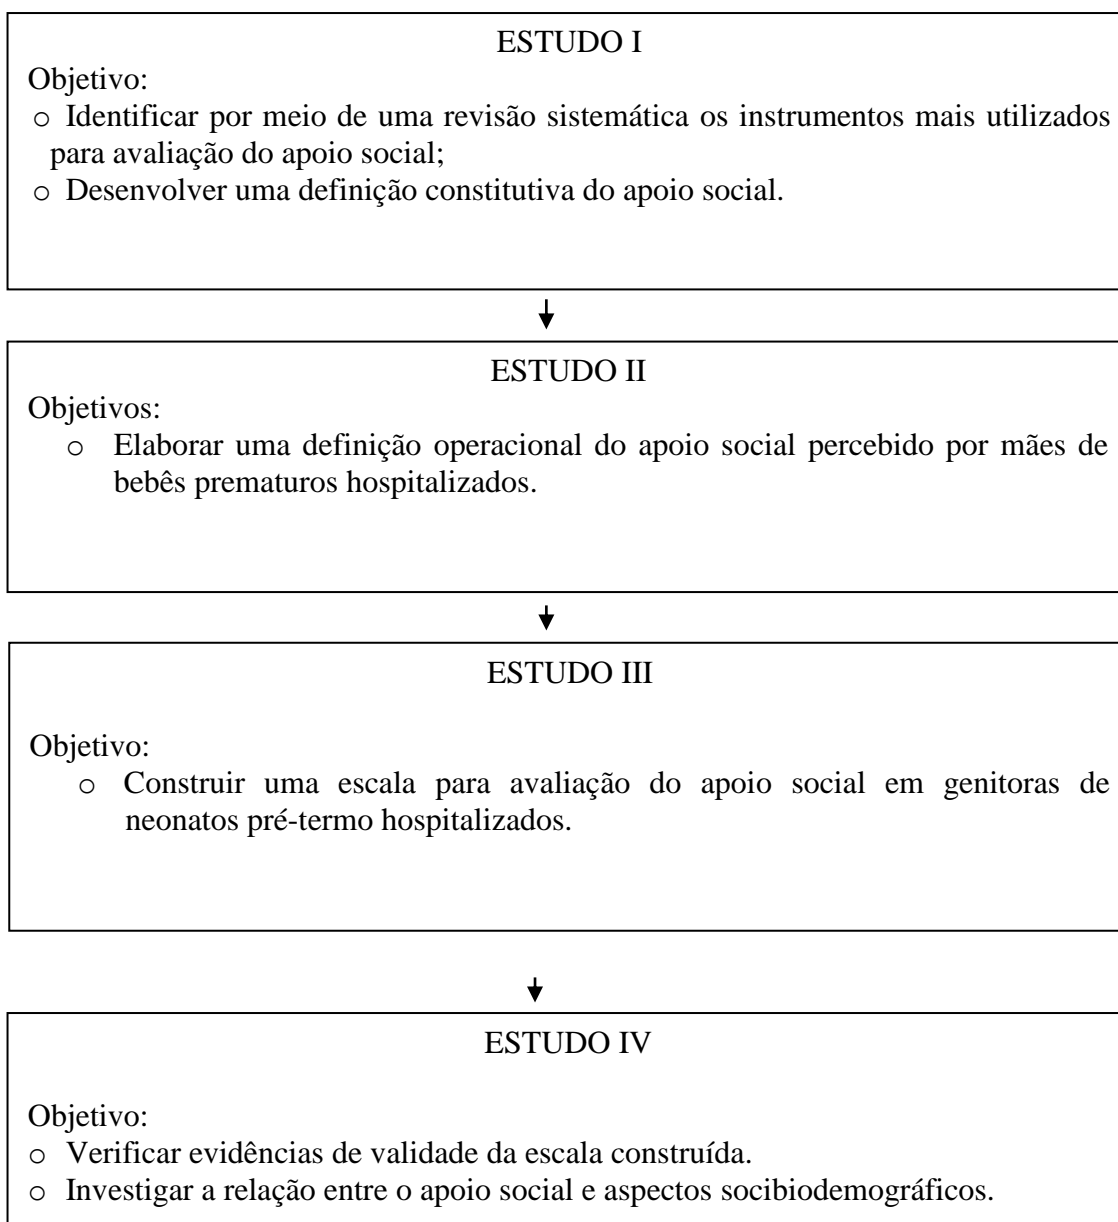 ESTUDO I
Objetivo:
o Identificar por meio de uma revisão sistemática os instrumentos mais utilizados
para avaliação do apoio social;
o Desenvolver uma definição constitutiva do apoio social.
ESTUDO II
Objetivos:
o Elaborar uma definição operacional do apoio social percebido por mães de
bebês prematuros hospitalizados.
ESTUDO III
Objetivo:
o Construir uma escala para avaliação do apoio social em genitoras de
neonatos pré-termo hospitalizados.
ESTUDO IV
Objetivo:
o Verificar evidências de validade da escala construída.
o Investigar a relação entre o apoio social e aspectos socibiodemográficos.